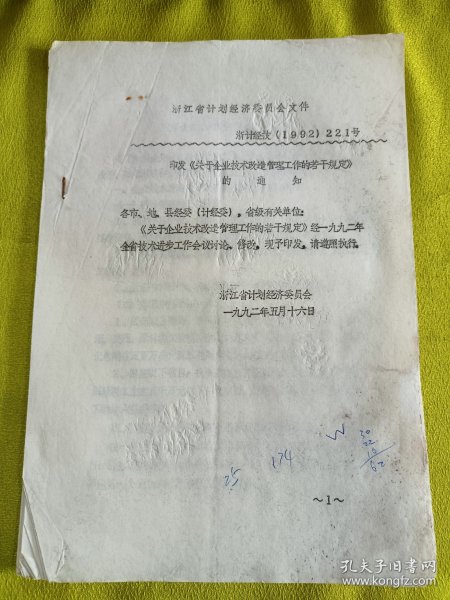 浙江省计划经济委员会文件
浙计经技(1992)221号
印发《关于企业技术改造管理工作的若干规定》
的通知
各市、地、县经委(计经委)，省级有关单位：
《关于企业技术改造管理工作的若干规定》经一九九二年
全省技术进步工作会议讨论、修改，现予印发，请遵照执行。
浙江省计划经济委员会
一九九二年五月十六日
25
174
W
30
22
10
62
～1～
孔夫子旧书网
www.kongfz.com